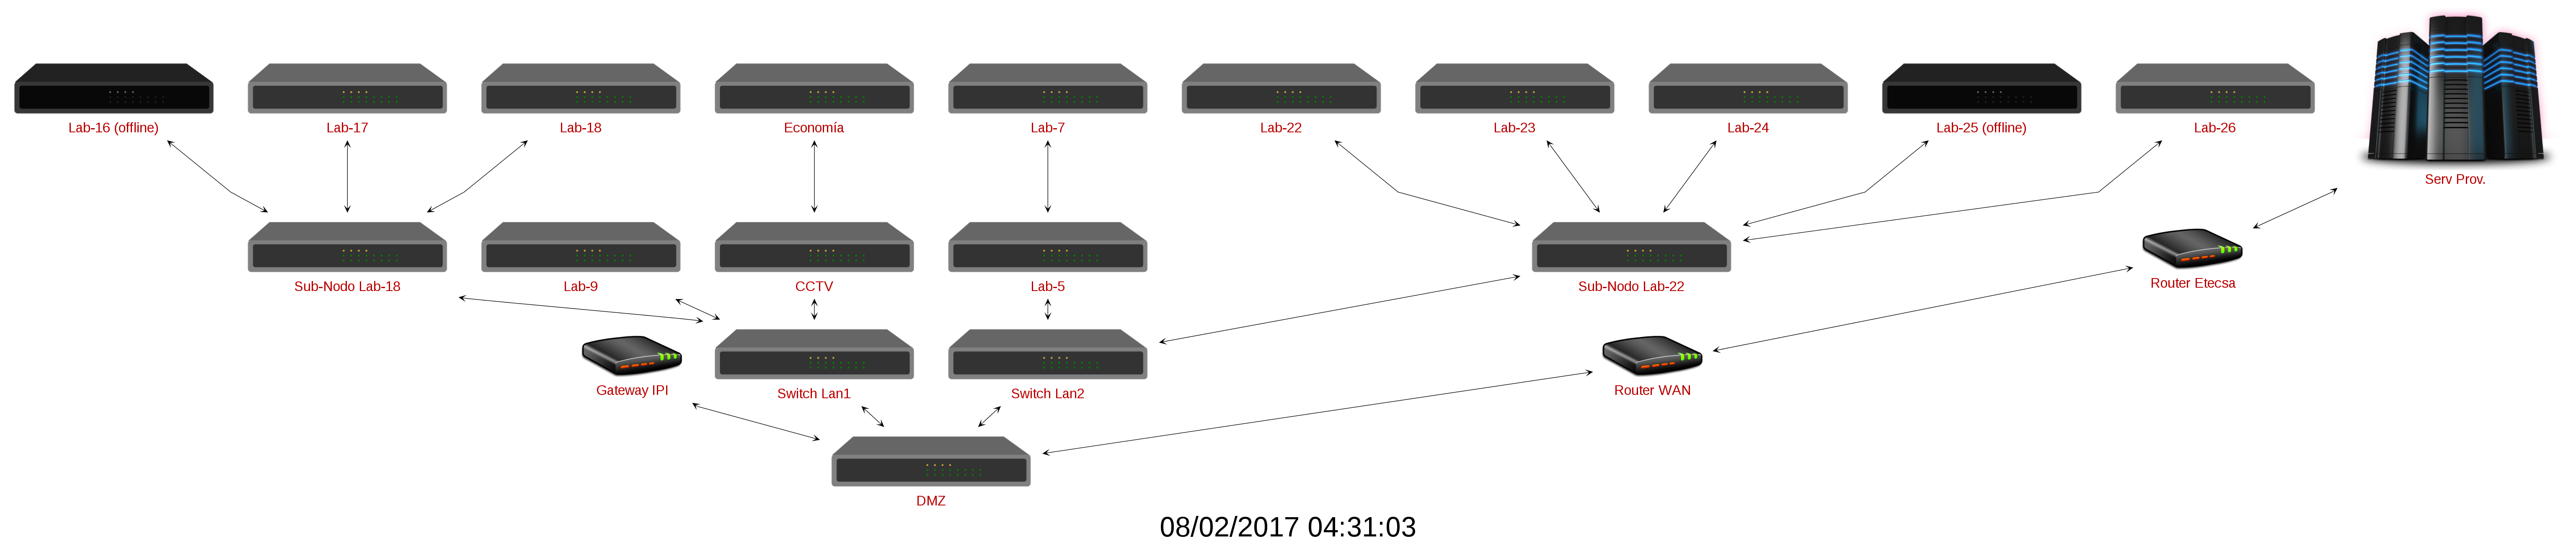 Lab-16 (offline)
Lab-17
Lab-18
Economía
Lab-7
Lab-22
Lab-23
Lab-24
Lab-25 (offline)
Lab-26
Serv Prov.
Sub-Nodo Lab-18
Lab-9
CCTV
Lab-5
Sub-Nodo Lab-22
Router Etecsa
Gateway IPI
Switch Lan1
Switch Lan2
Router WAN
DMZ
08/02/2017 04:31:03